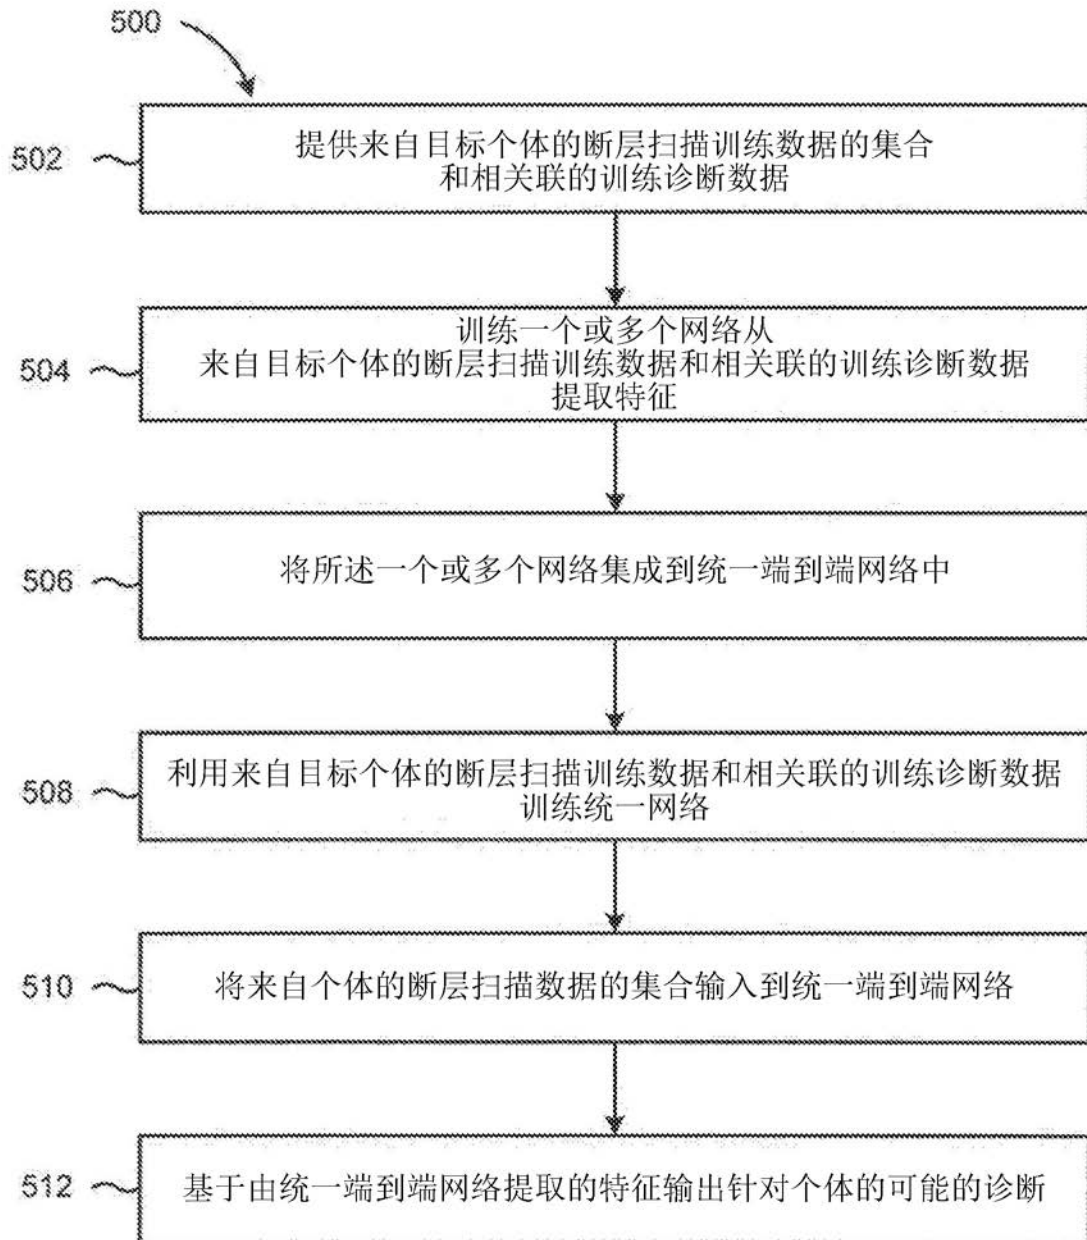 500
502
提供来自目标个体的断层扫描训练数据的集合
和相关联的训练诊断数据
504
训练一个或多个网络从
来自目标个体的断层扫描训练数据和相关联的训练诊断数据
提取特征
506
将所述一个或多个网络集成到统一端到端网络中
508
利用来自目标个体的断层扫描训练数据和相关联的训练诊断数据
训练统一网络
510
将来自个体的断层扫描数据的集合输入到统一端到端网络
512
基于由统一端到端网络提取的特征输出针对个体的可能的诊断